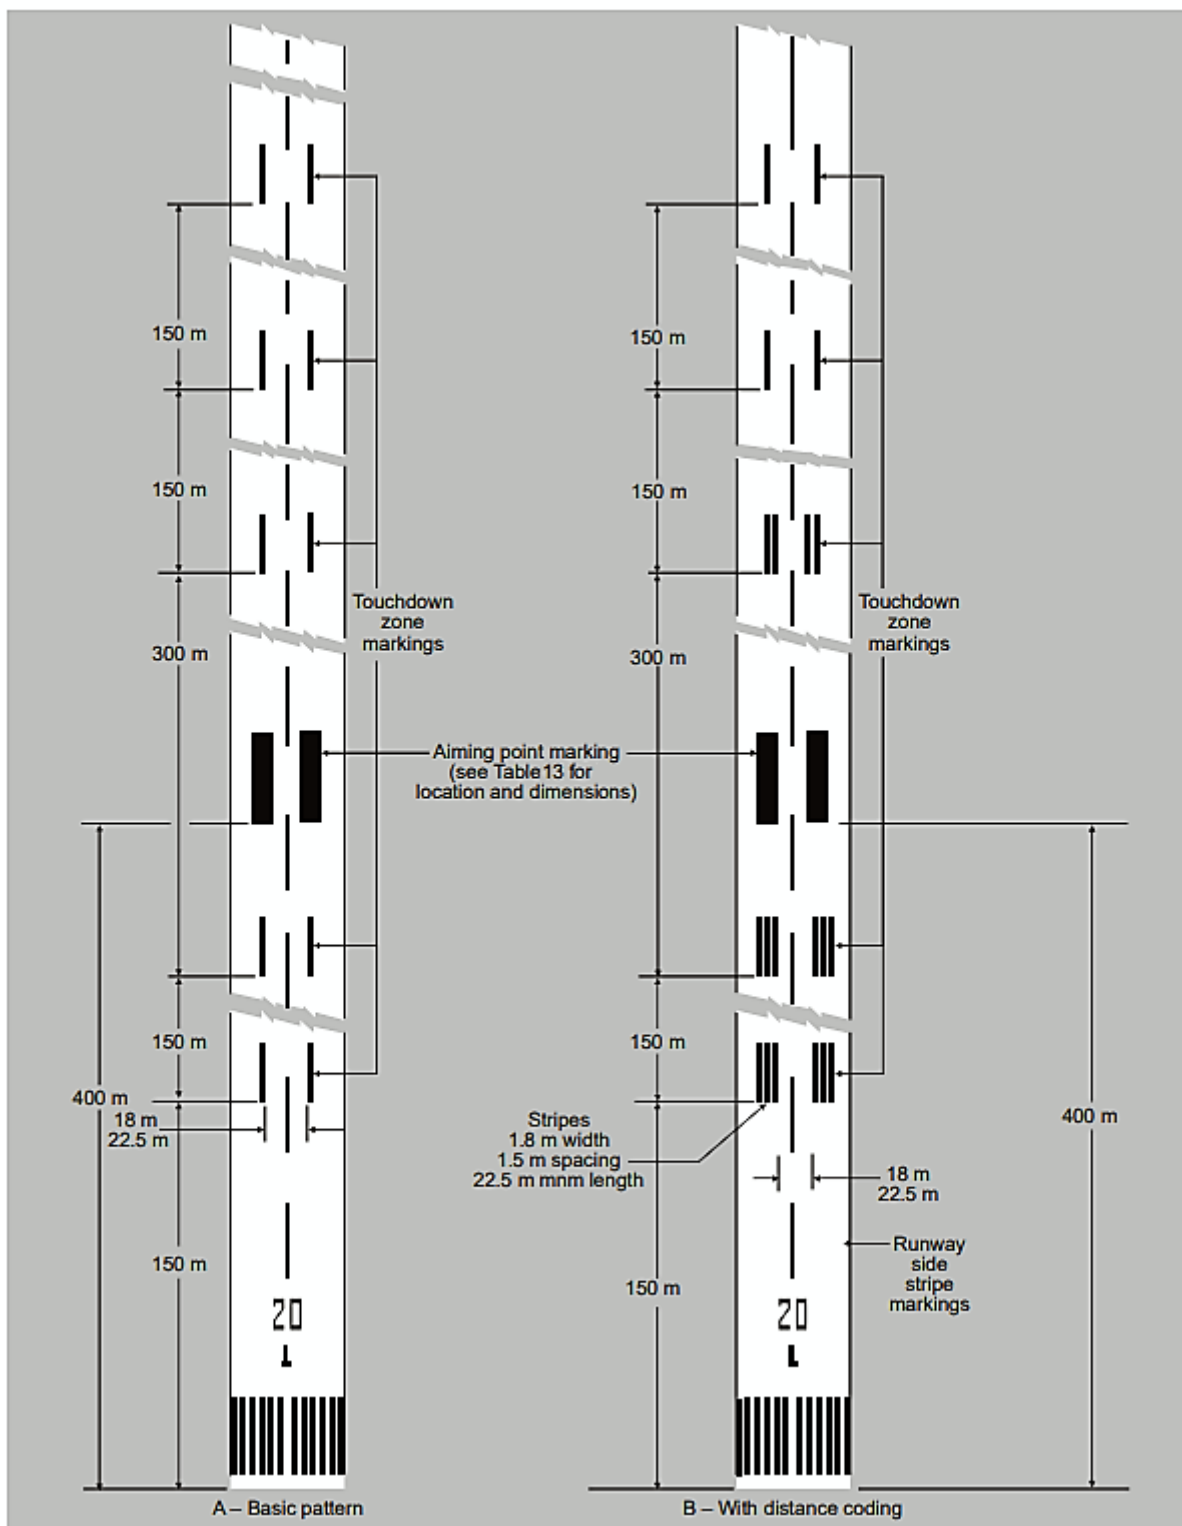 150 m
150 m
150 m
150 m
Touchdown
zone
markings
Touchdown
zone
markings
300 m
300 m
Aiming point marking
(see Table 13 for
location and dimensions)
150 m
150 m
400 m
18 m
22.5 m
Stripes
1.8 m width
1.5 m spacing
22.5 m mnm length
400 m
18 m
22.5 m
Runway
side
stripe
markings
150 m
150 m
20
L
20
L
A – Basic pattern
B – With distance coding